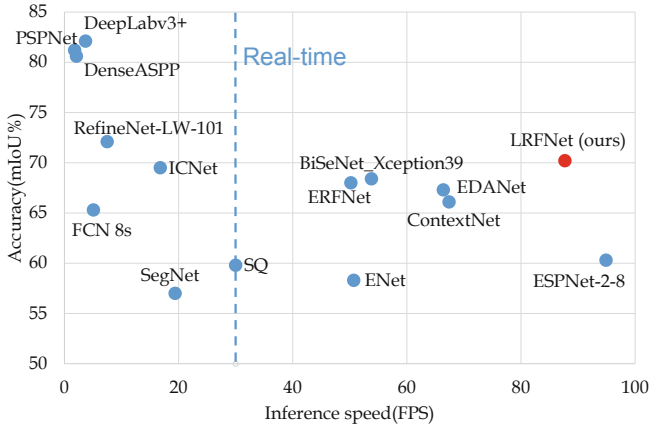 85
80
75
70
65
60
55
50
Accuracy(mIoU%)
DeepLabv3+
PSPNet
DenseASPP
Real-time
RefineNet-LW-101
ICNet
FCN 8s
SegNet
SQ
BiSeNet_Xception39
ERFNet
EDANet
ContextNet
LRFNet (ours)
ENet
ESPNet-2-8
0 20 40 60 80 100
Inference speed(FPS)